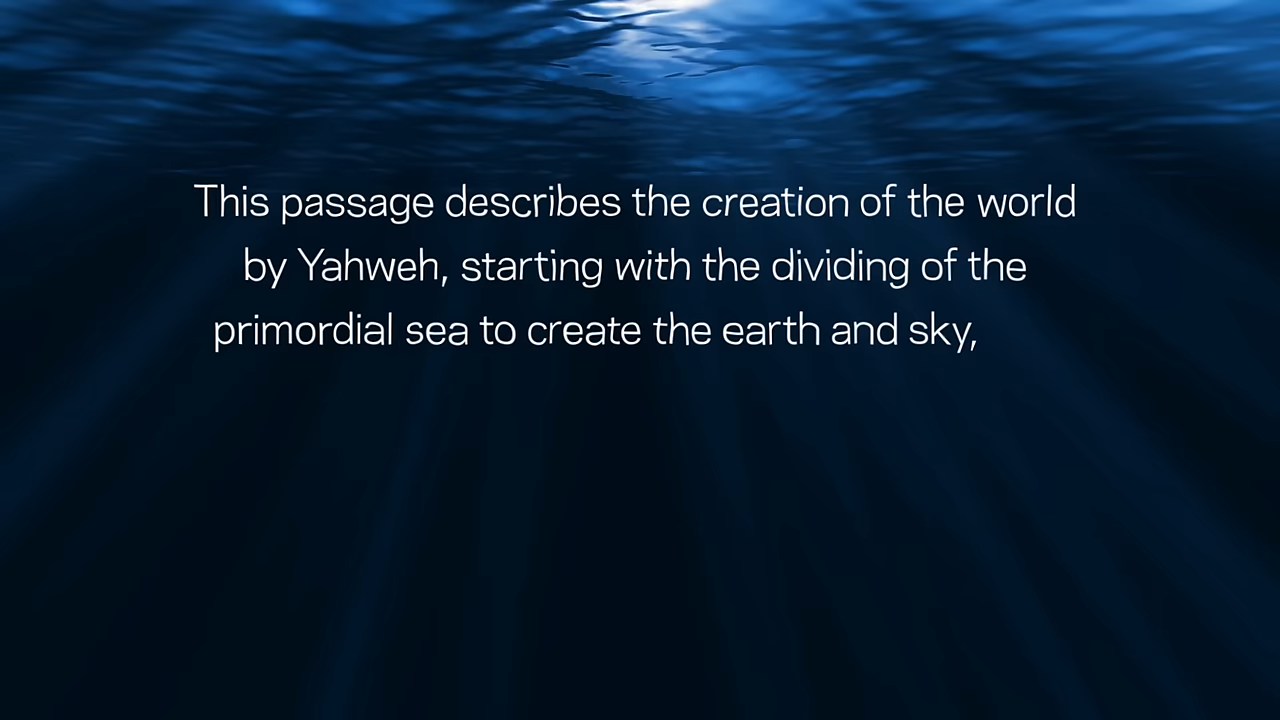 This passage describes the creation of the world
by Yahweh, starting with the dividing of the
primordial sea to create the earth and sky,